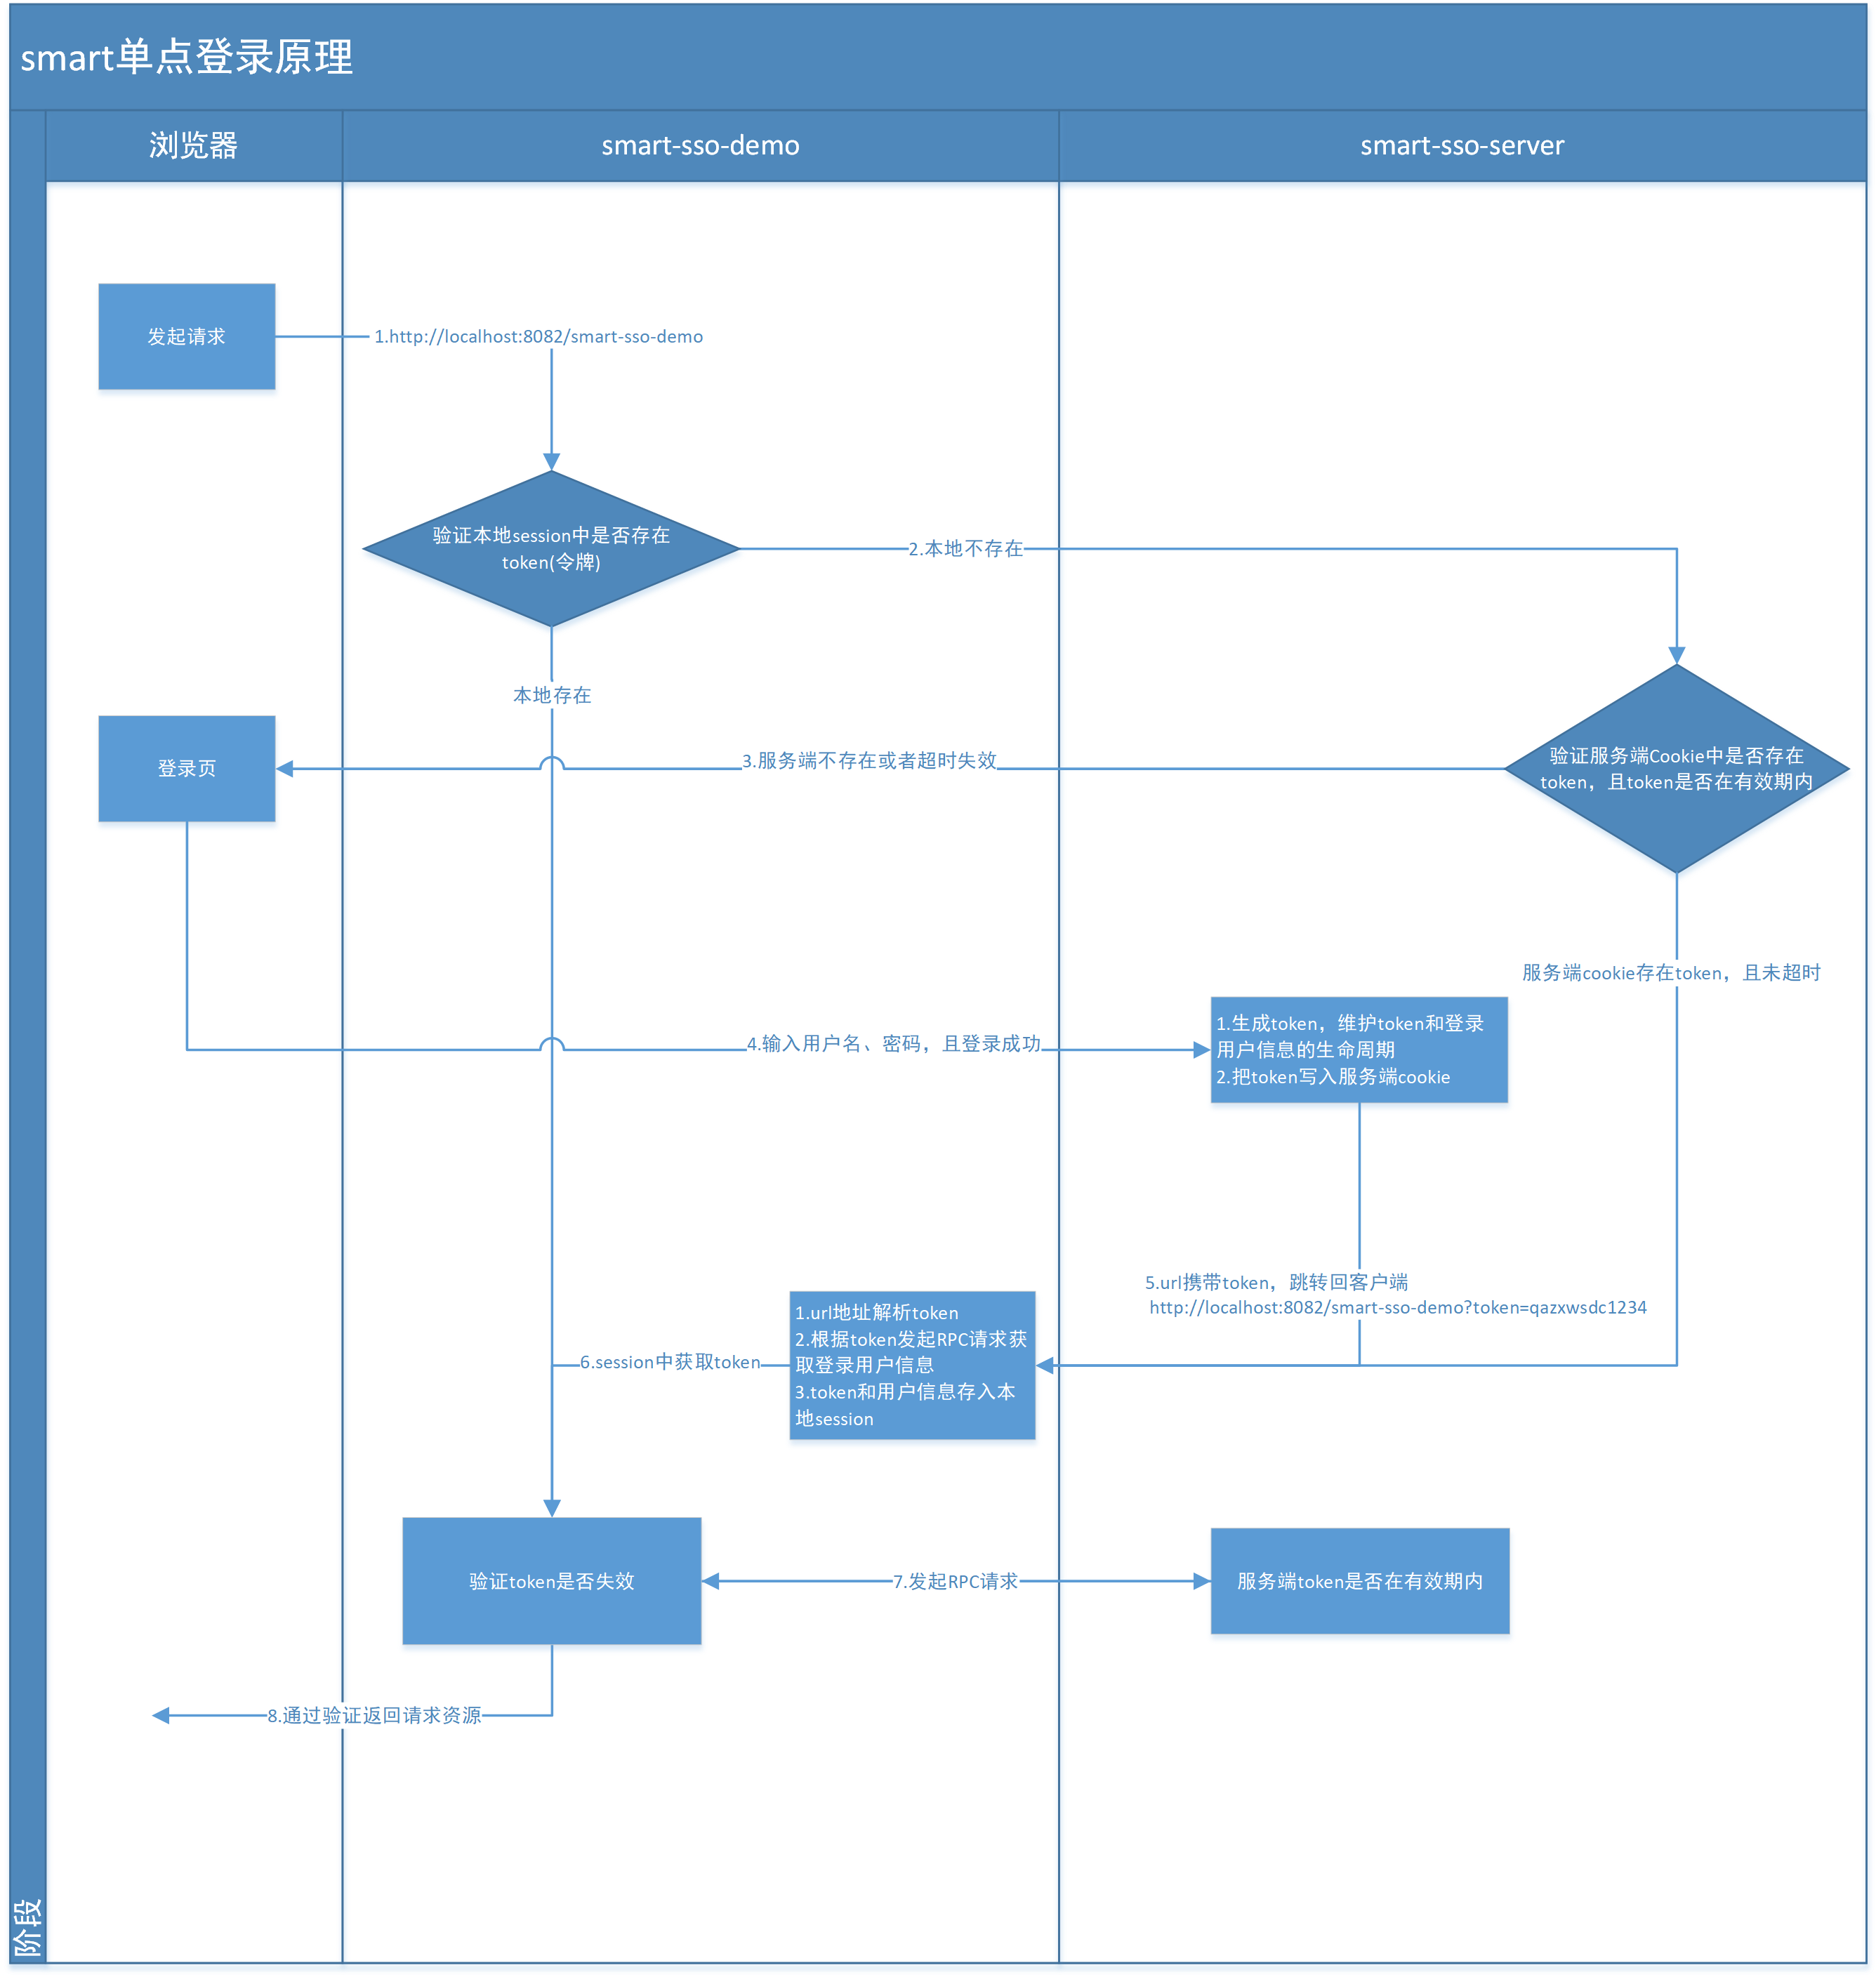 smart单点登录原理
浏览器
smart-sso-demo
smart-sso-server
发起请求
1.http://localhost:8082/smart-sso-demo
验证本地session中是否存在
token(令牌)
2.本地不存在
本地存在
登录页
3.服务端不存在或者超时失效
验证服务端Cookie中是否存在
token，且token是否在有效期内
服务端cookie存在token，且未超时
4.输入用户名、密码，且登录成功
1.生成token，维护token和登录
用户信息的生命周期
2.把token写入服务端cookie
5.url携带token，跳转回客户端
http://localhost:8082/smart-sso-demo?token=qazxwsdc1234
1.url地址解析token
2.根据token发起RPC请求获
取登录用户信息
3.token和用户信息存入本
地session
6.session中获取token
验证token是否失效
7.发起RPC请求
服务端token是否在有效期内
8.通过验证返回请求资源
阶段